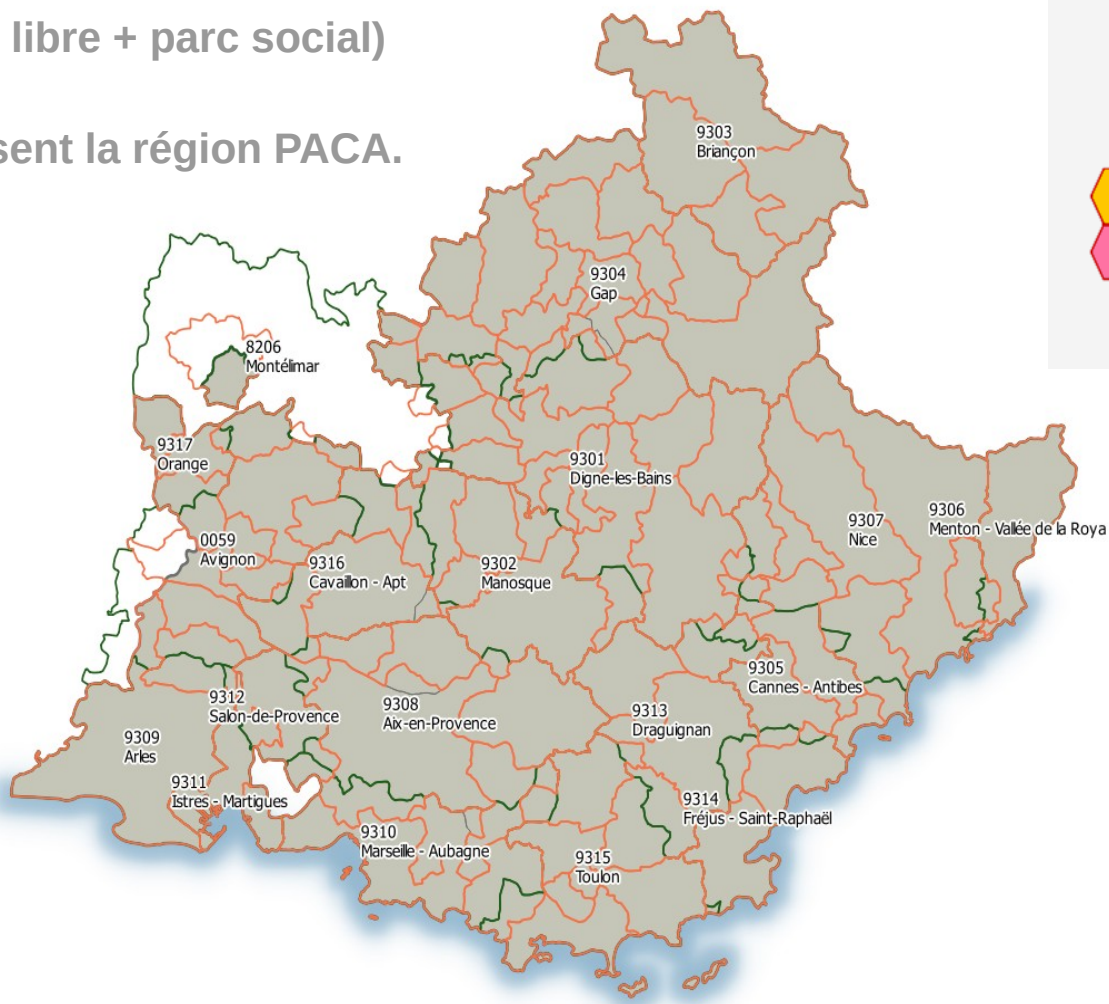 libre + parc social)
sent la région PACA.
9303
Briançon
9304
Gap
8206
Montélimar
9317
Orange
9301
Digne-les-Bains
9306
Menton - Vallée de la Roya
9307
Nice
0059
Avignon
9316
Cavaillon - Apt
9302
Manosque
9305
Cannes - Antibes
9312
Salon-de-Provence
9308
Aix-en-Provence
9313
Draguignan
9309
Arles
9311
Istres - Martigues
9314
Fréjus - Saint-Raphaël
9310
Marseille - Aubagne
9315
Toulon